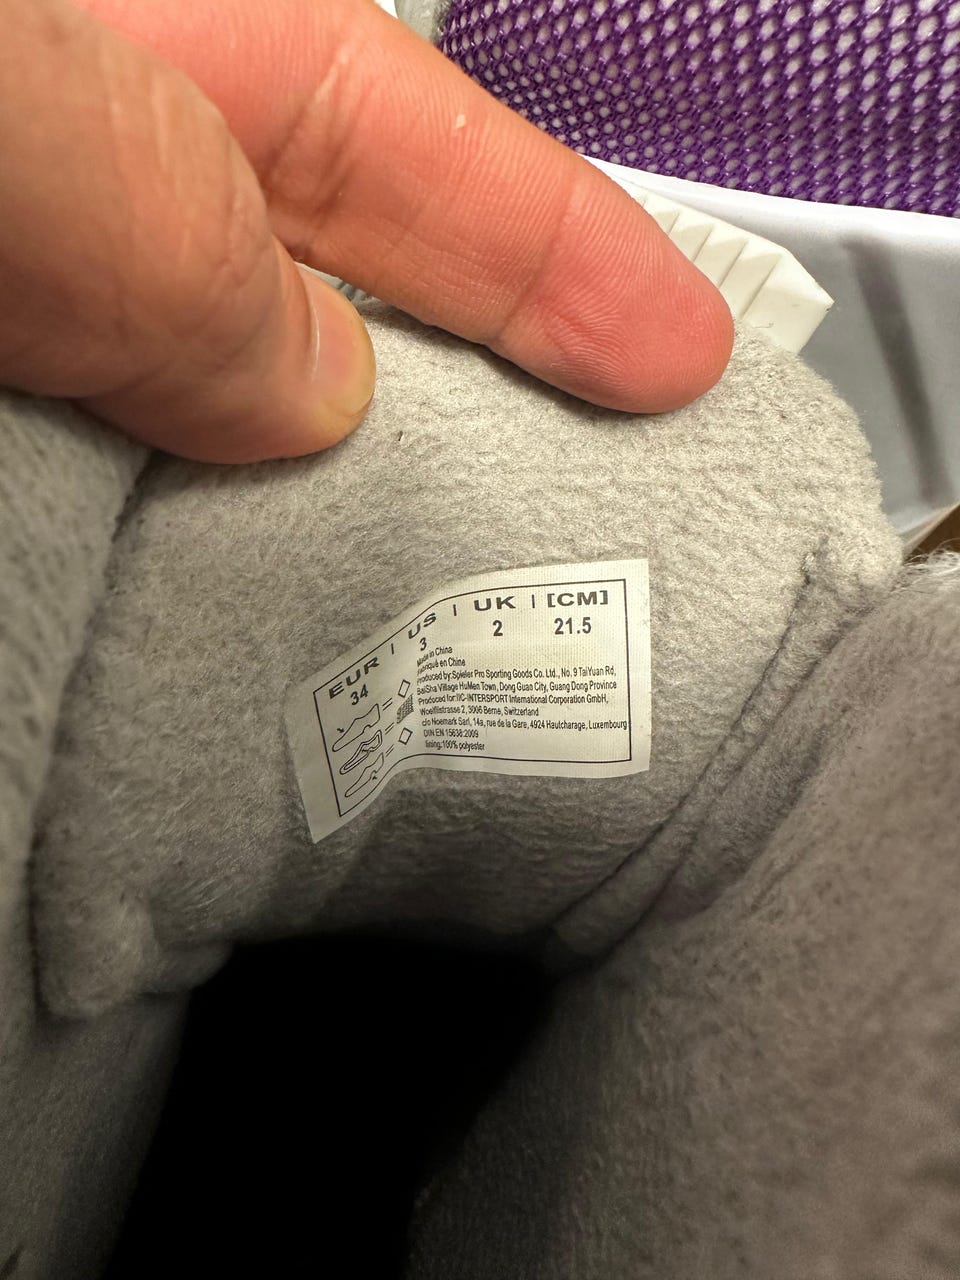 EUR | US | UK | [CM]
34 3 2 21.5
Made in China
Fabriqué en Chine
Produced by:Spieler Pro Sporting Goods Co. Ltd., No. 9 TaiYuan Rd,
BaiSha Village HuMen Town, Dong Guan City, Guang Dong Province
Produced for:IIC-INTERSPORT International Corporation GmbH,
Woelflistrasse 2, 3006 Berne, Switzerland
c/o Noemark Sarl, 14a, rue de la Gare, 4924 Hautcharage, Luxembourg
DIN EN 15638:2009
lining:100% polyester